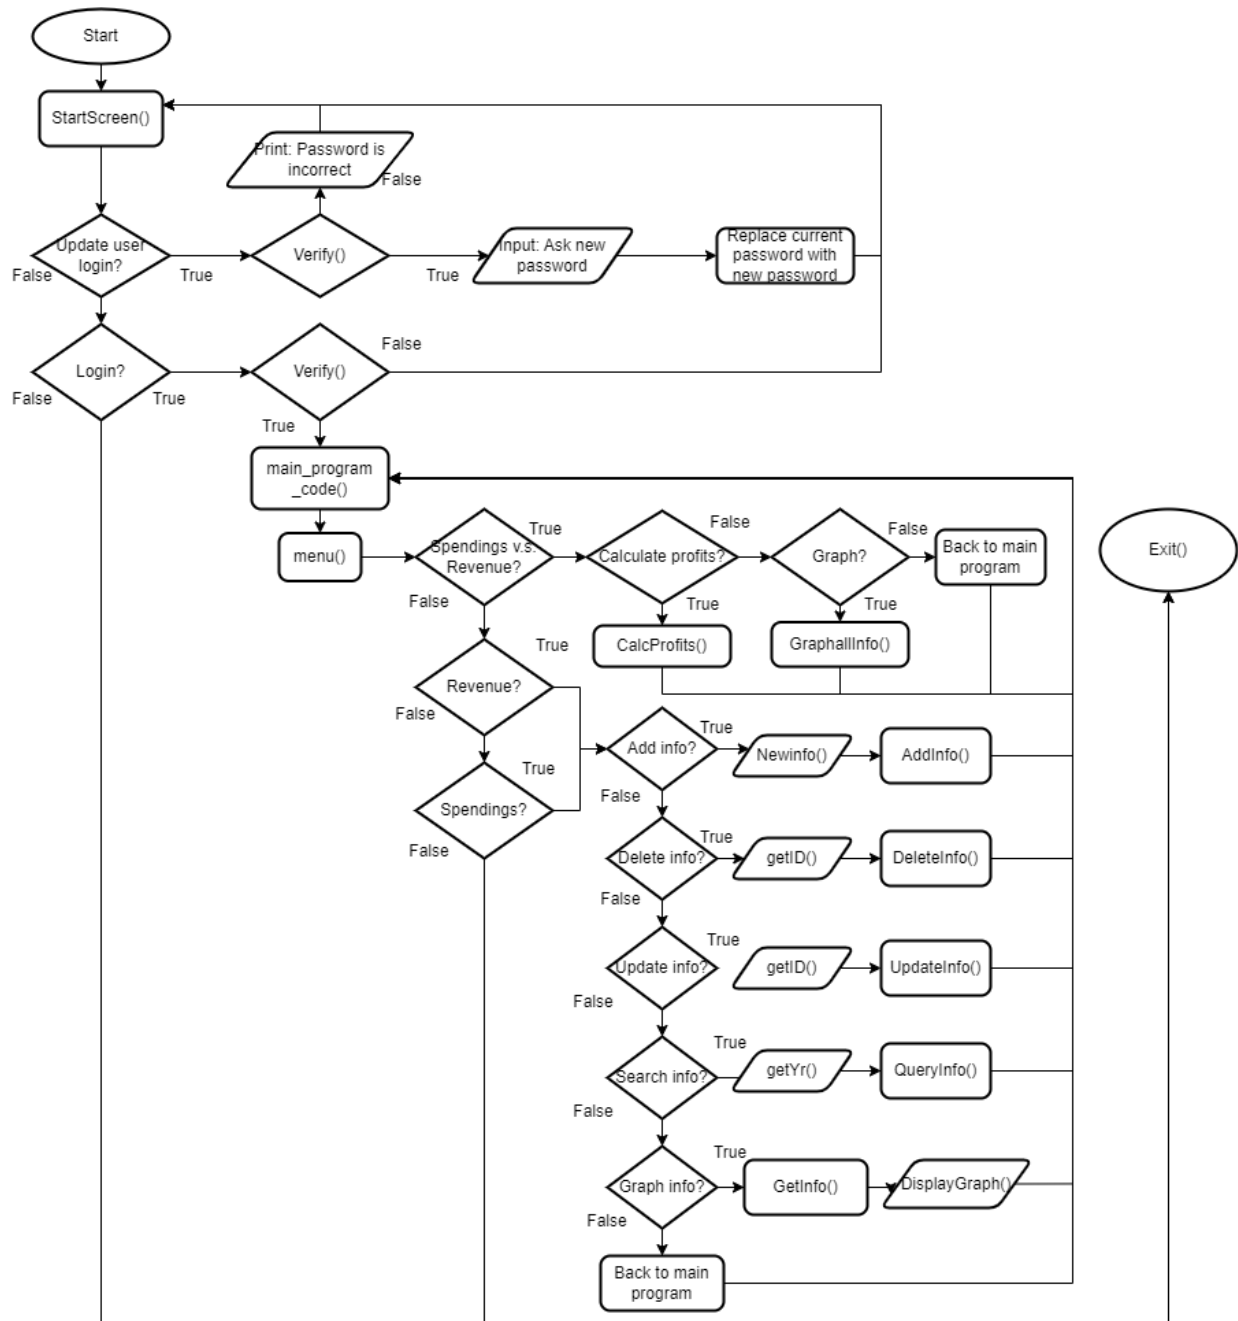 Start
StartScreen()
Print: Password is
incorrect
False
Update user
login?
False
True
Verify()
True
Input: Ask new
password
Replace current
password with
new password
Login?
False
True
Verify()
False
True
main_program
_code()
menu()
Spendings v.s.
Revenue?
True
False
Calculate profits?
False
True
Graph?
False
True
Back to main
program
Exit()
CalcProfits()
GraphallInfo()
Revenue?
True
False
Spendings?
True
False
Add info?
True
False
Newinfo()
AddInfo()
Delete info?
True
False
getID()
DeleteInfo()
Update info?
True
False
getID()
UpdateInfo()
Search info?
True
False
getYr()
QueryInfo()
Graph info?
True
False
GetInfo()
DisplayGraph()
Back to main
program